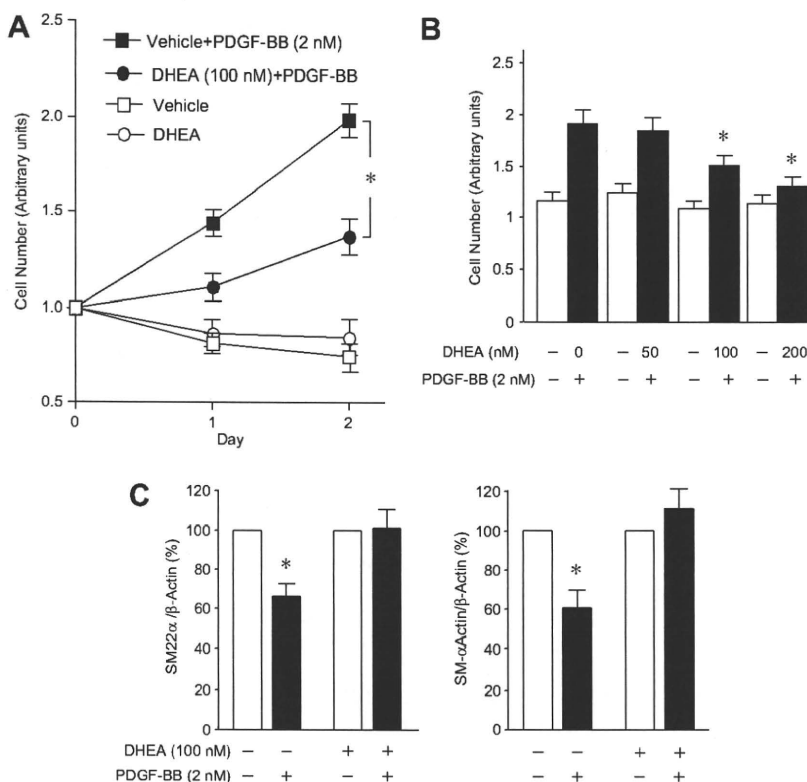 A
Vehicle+PDGF-BB (2 nM)
DHEA (100 nM)+PDGF-BB
Vehicle
DHEA
Cell Number (Arbitrary units)
2.5
2.0
1.5
1.0
0.5
*
0 1 2
Day
B
Cell Number (Arbitrary units)
2.5
2
1.5
1
0.5
0
* *
DHEA (nM) – 0 – 50 – 100 – 200
PDGF-BB (2 nM) – + – + – + – +
C
SM22α/β-Actin (%)
120
100
80
60
40
20
0
*
DHEA (100 nM) – – + +
PDGF-BB (2 nM) – + – +
SM-αActin/β-Actin (%)
120
100
80
60
40
20
0
*
– – + +
– + – +